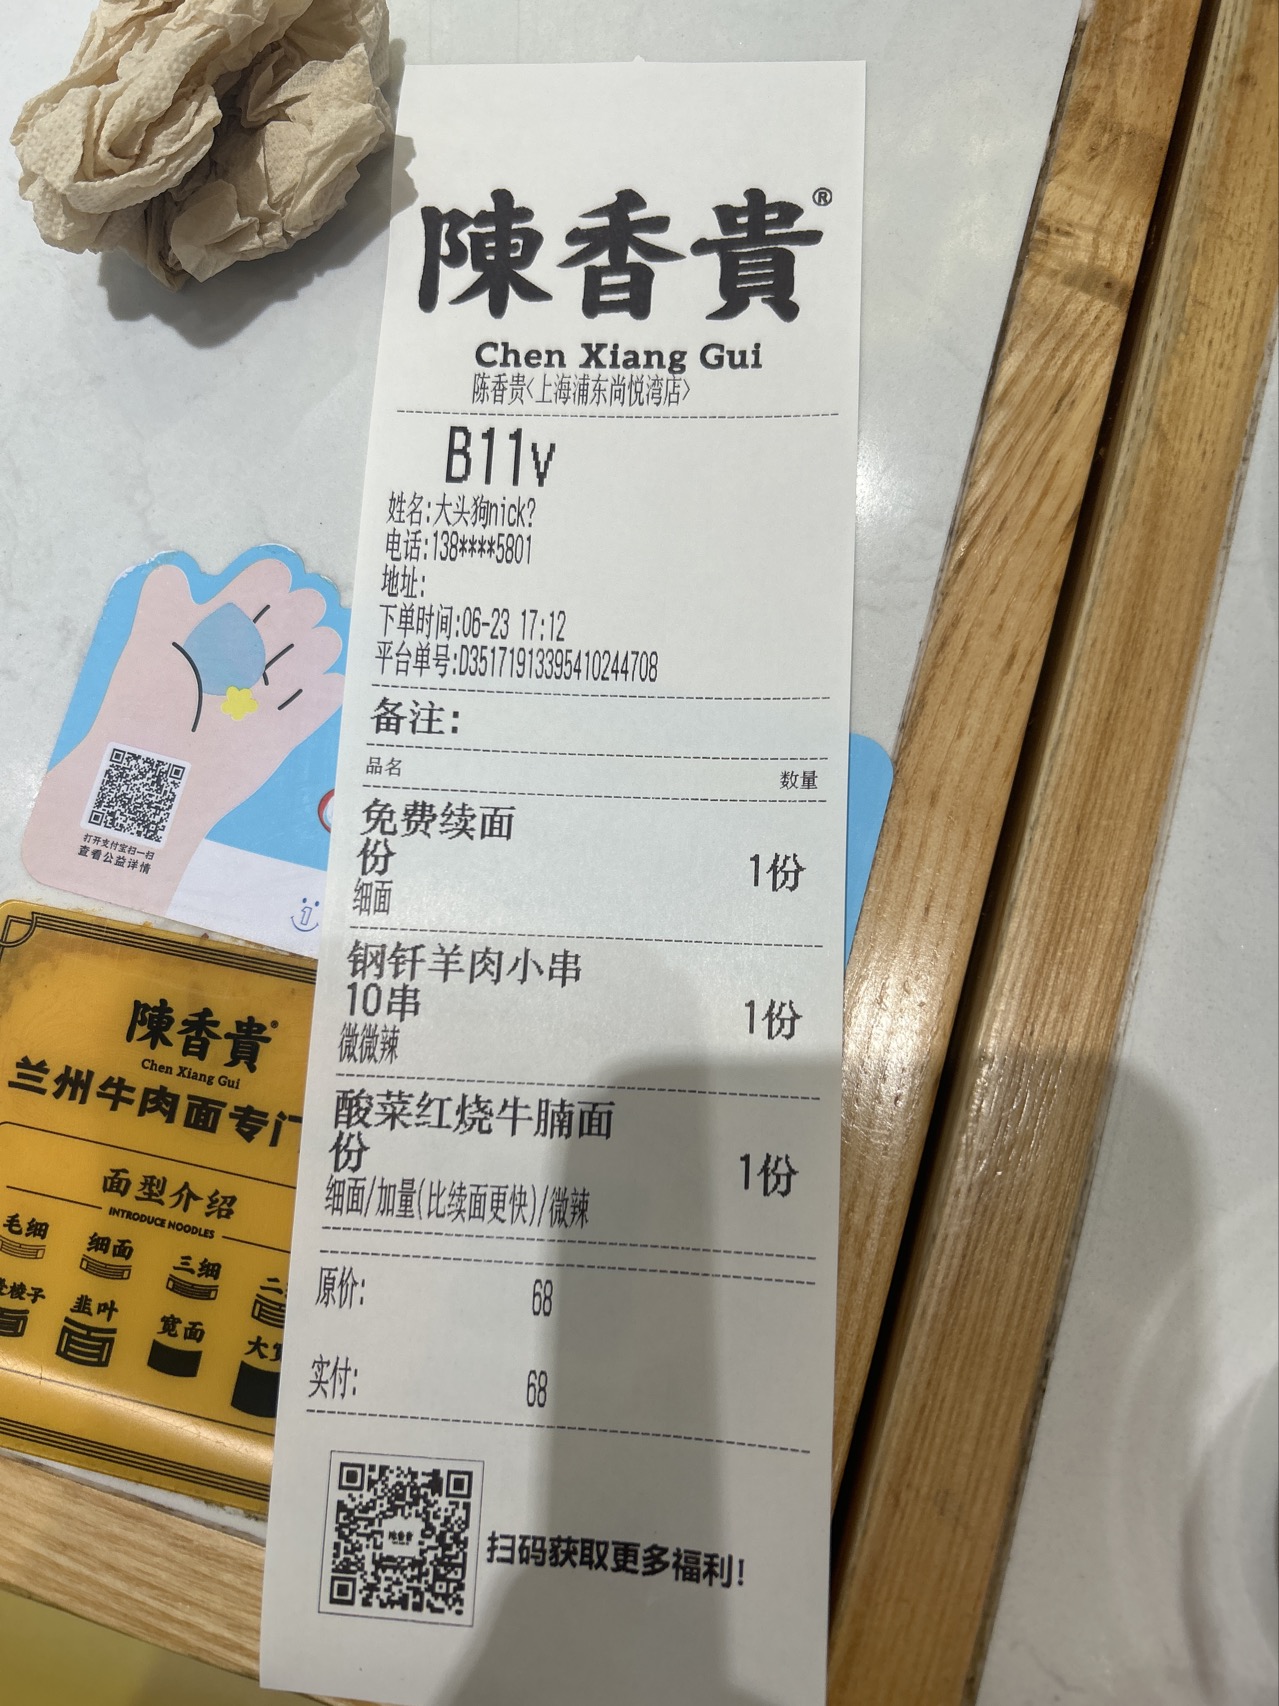 陳香貴®
Chen Xiang Gui
陈香贵<上海浦东尚悦湾店>
B11v
姓名:大头狗nick?
电话:138****5801
地址:
下单时间:06-23 17:12
平台单号:D35171913395410244708
备注:
品名 数量
免费续面
份 1份
细面
钢钎羊肉小串
10串 1份
微微辣
酸菜红烧牛腩面
份 1份
细面/加量(比续面更快)/微辣
原价: 68
实付: 68
扫码获取更多福利!
打开支付宝扫一扫
查看公益详情
陳香貴
Chen Xiang Gui
兰州牛肉面专门
面型介绍
INTRODUCE NOODLES
毛细 细面 三细 二
荞棱子 韭叶 宽面 大宽